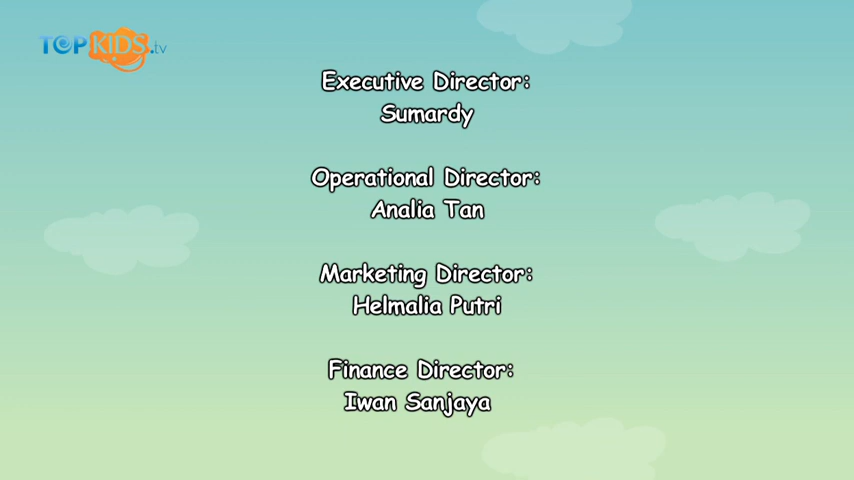 TOPKIDS.tv
Executive Director:
Sumardy
Operational Director:
Analia Tan
Marketing Director:
Helmalia Putri
Finance Director:
Iwan Sanjaya